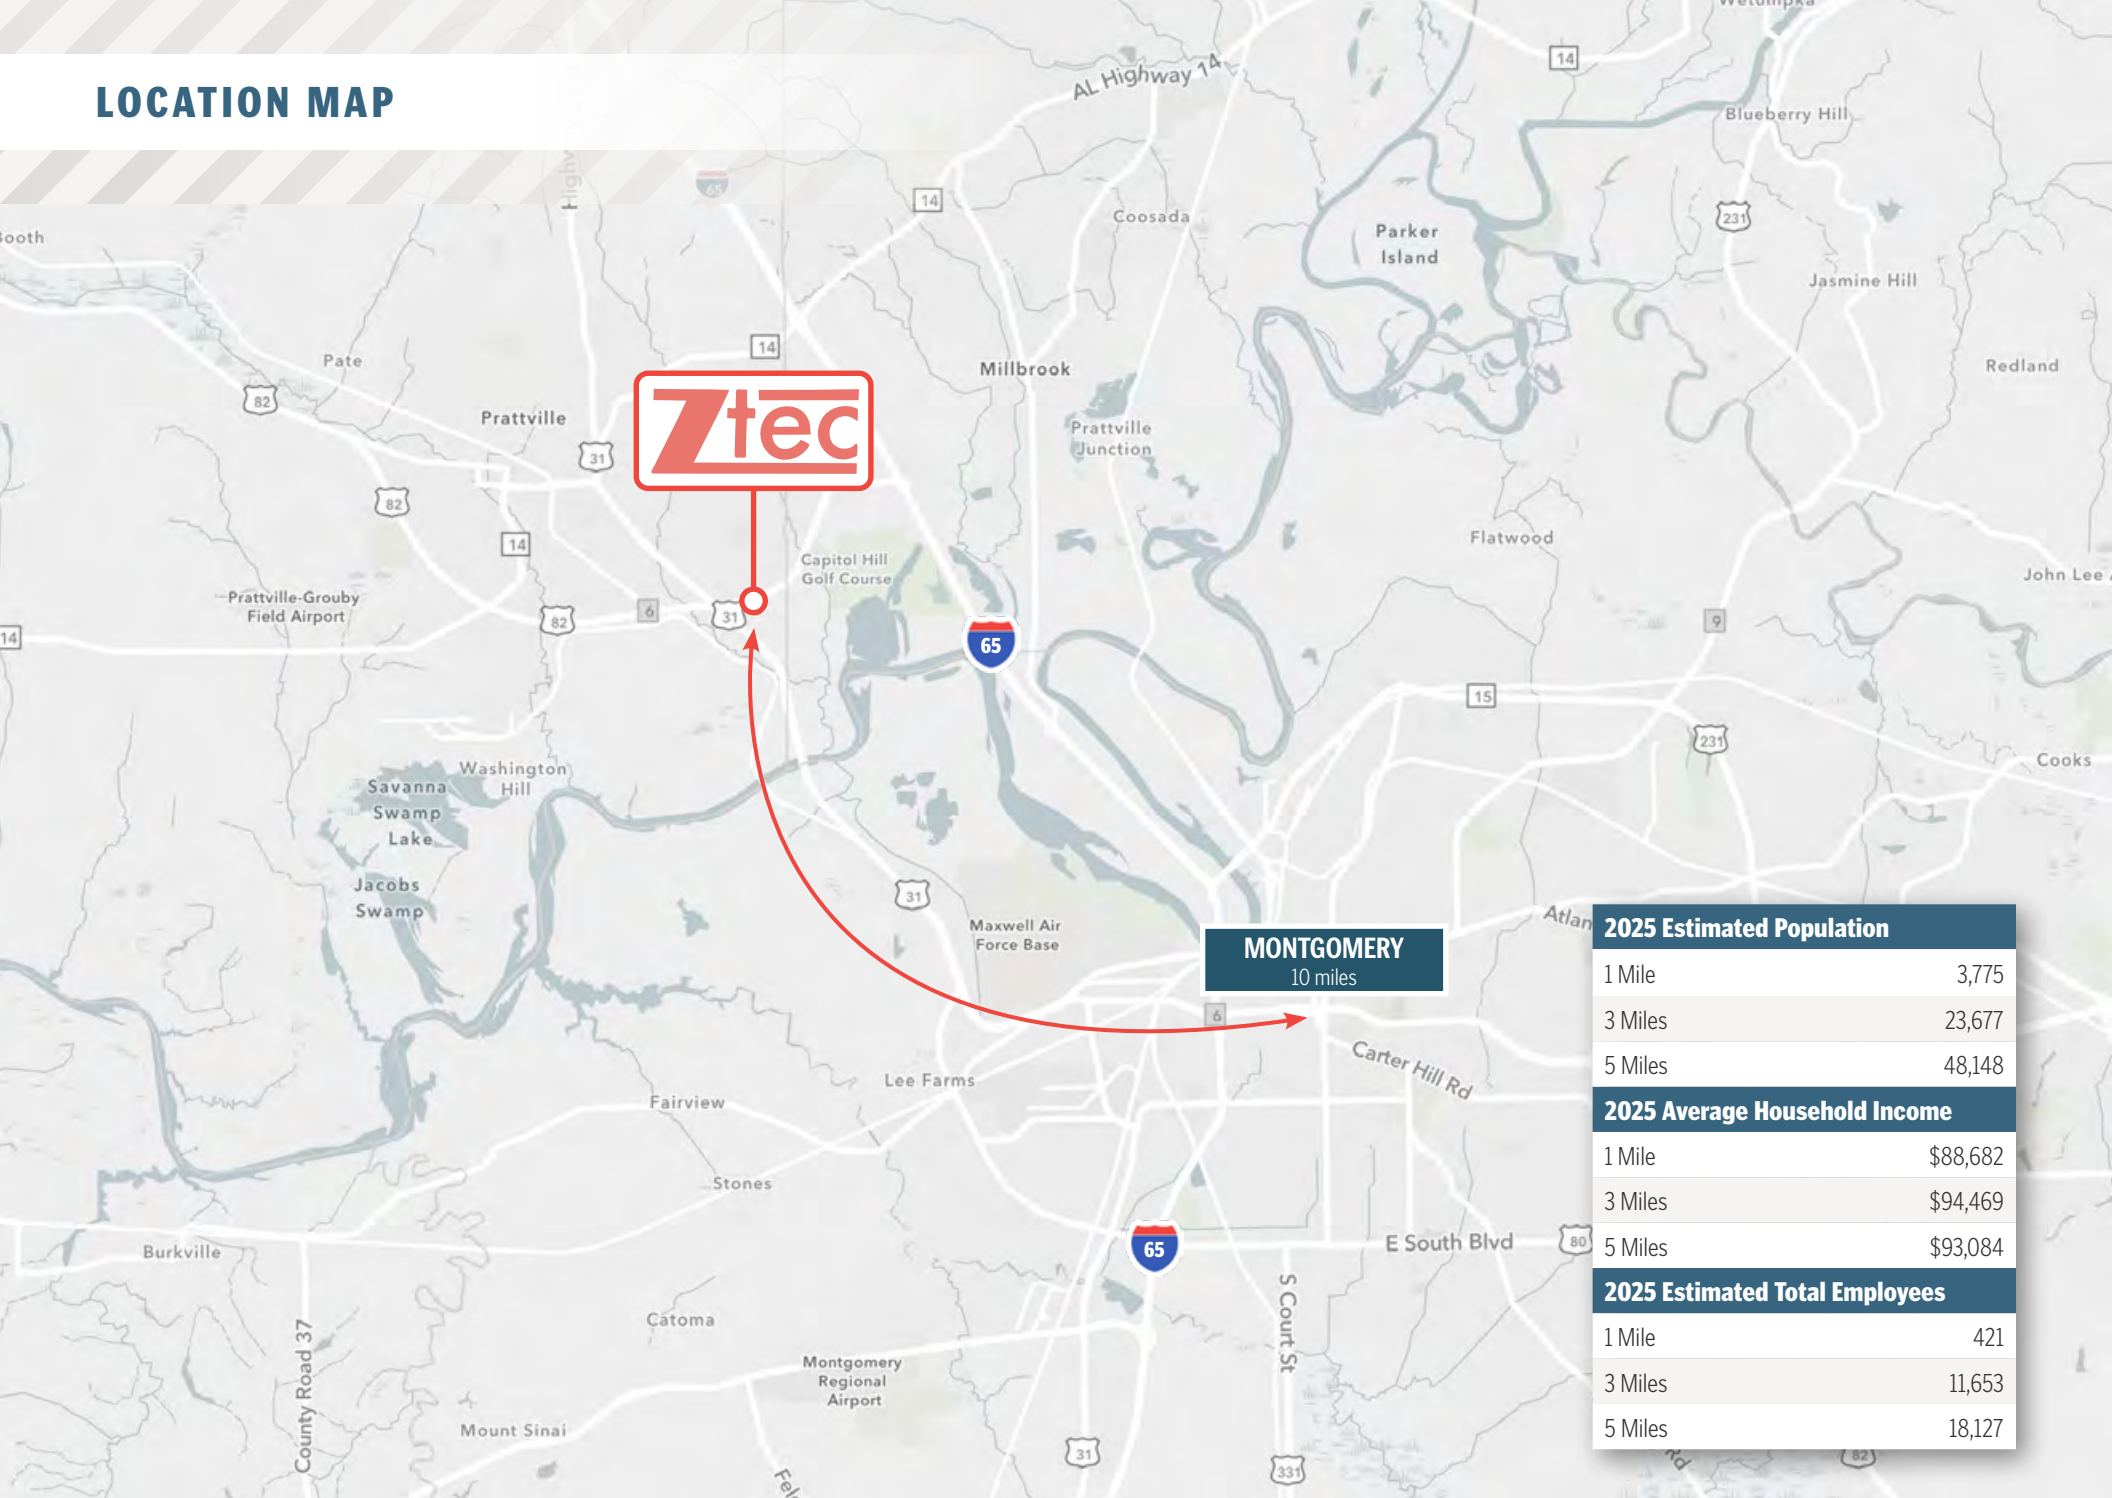 LOCATION MAP
Wetumpka
14
AL Highway 14
Blueberry Hill
65
14
Coosada
231
Parker
Island
Jasmine Hill
Pate
14
Millbrook
Redland
82
Prattville
31
Ztec
Prattville
Junction
82
14
Capitol Hill
Golf Course
Flatwood
John Lee
Prattville-Grouby
Field Airport
14
82
6
31
65
9
15
231
Cooks
Washington
Hill
Savanna
Swamp
Lake
Jacobs
Swamp
31
Maxwell Air
Force Base
MONTGOMERY
10 miles
6
Carter Hill Rd
Lee Farms
Fairview
Stones
Burkville
65
E South Blvd
80
S Court St
Catoma
County Road 37
Montgomery
Regional
Airport
Mount Sinai
31
331
82
Rd
2025 Estimated Population
1 Mile 3,775
3 Miles 23,677
5 Miles 48,148
2025 Average Household Income
1 Mile $88,682
3 Miles $94,469
5 Miles $93,084
2025 Estimated Total Employees
1 Mile 421
3 Miles 11,653
5 Miles 18,127